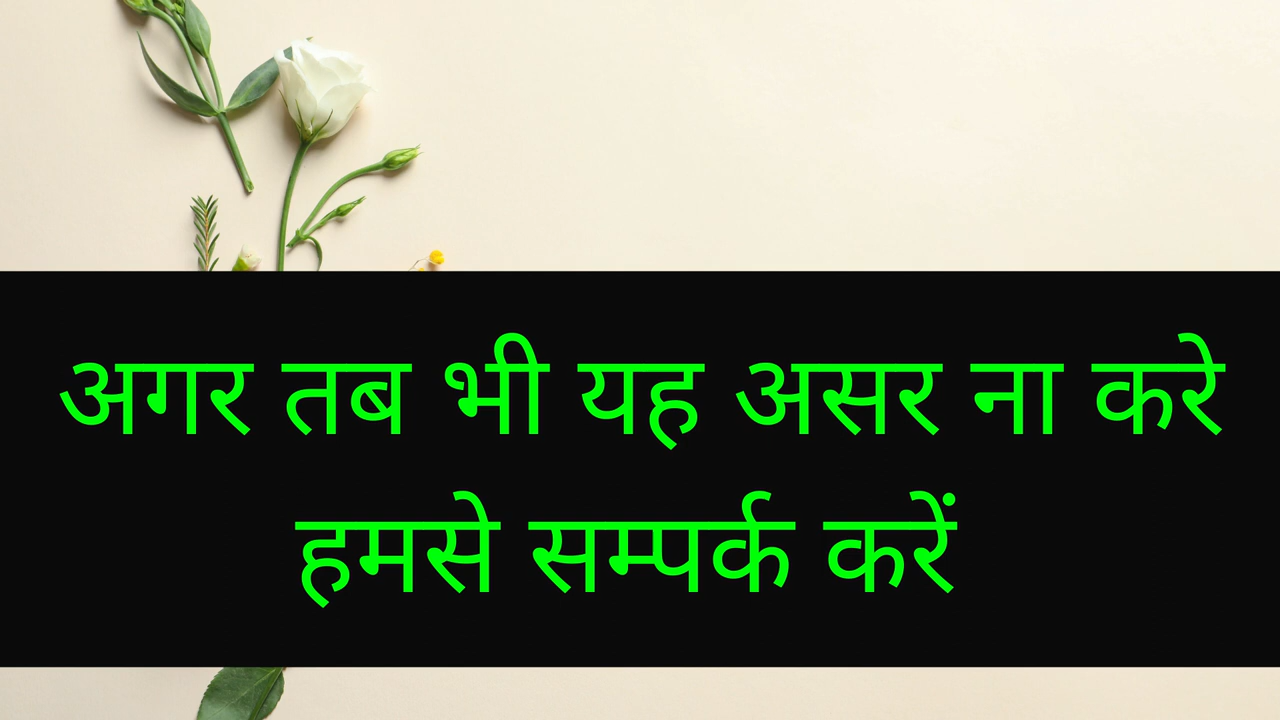 अगर तब भी यह असर ना करे
हमसे सम्पर्क करें